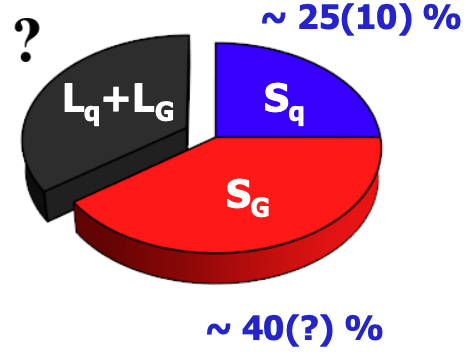 ?
~ 25(10) %
Lq+LG
Sq
SG
~ 40(?) %